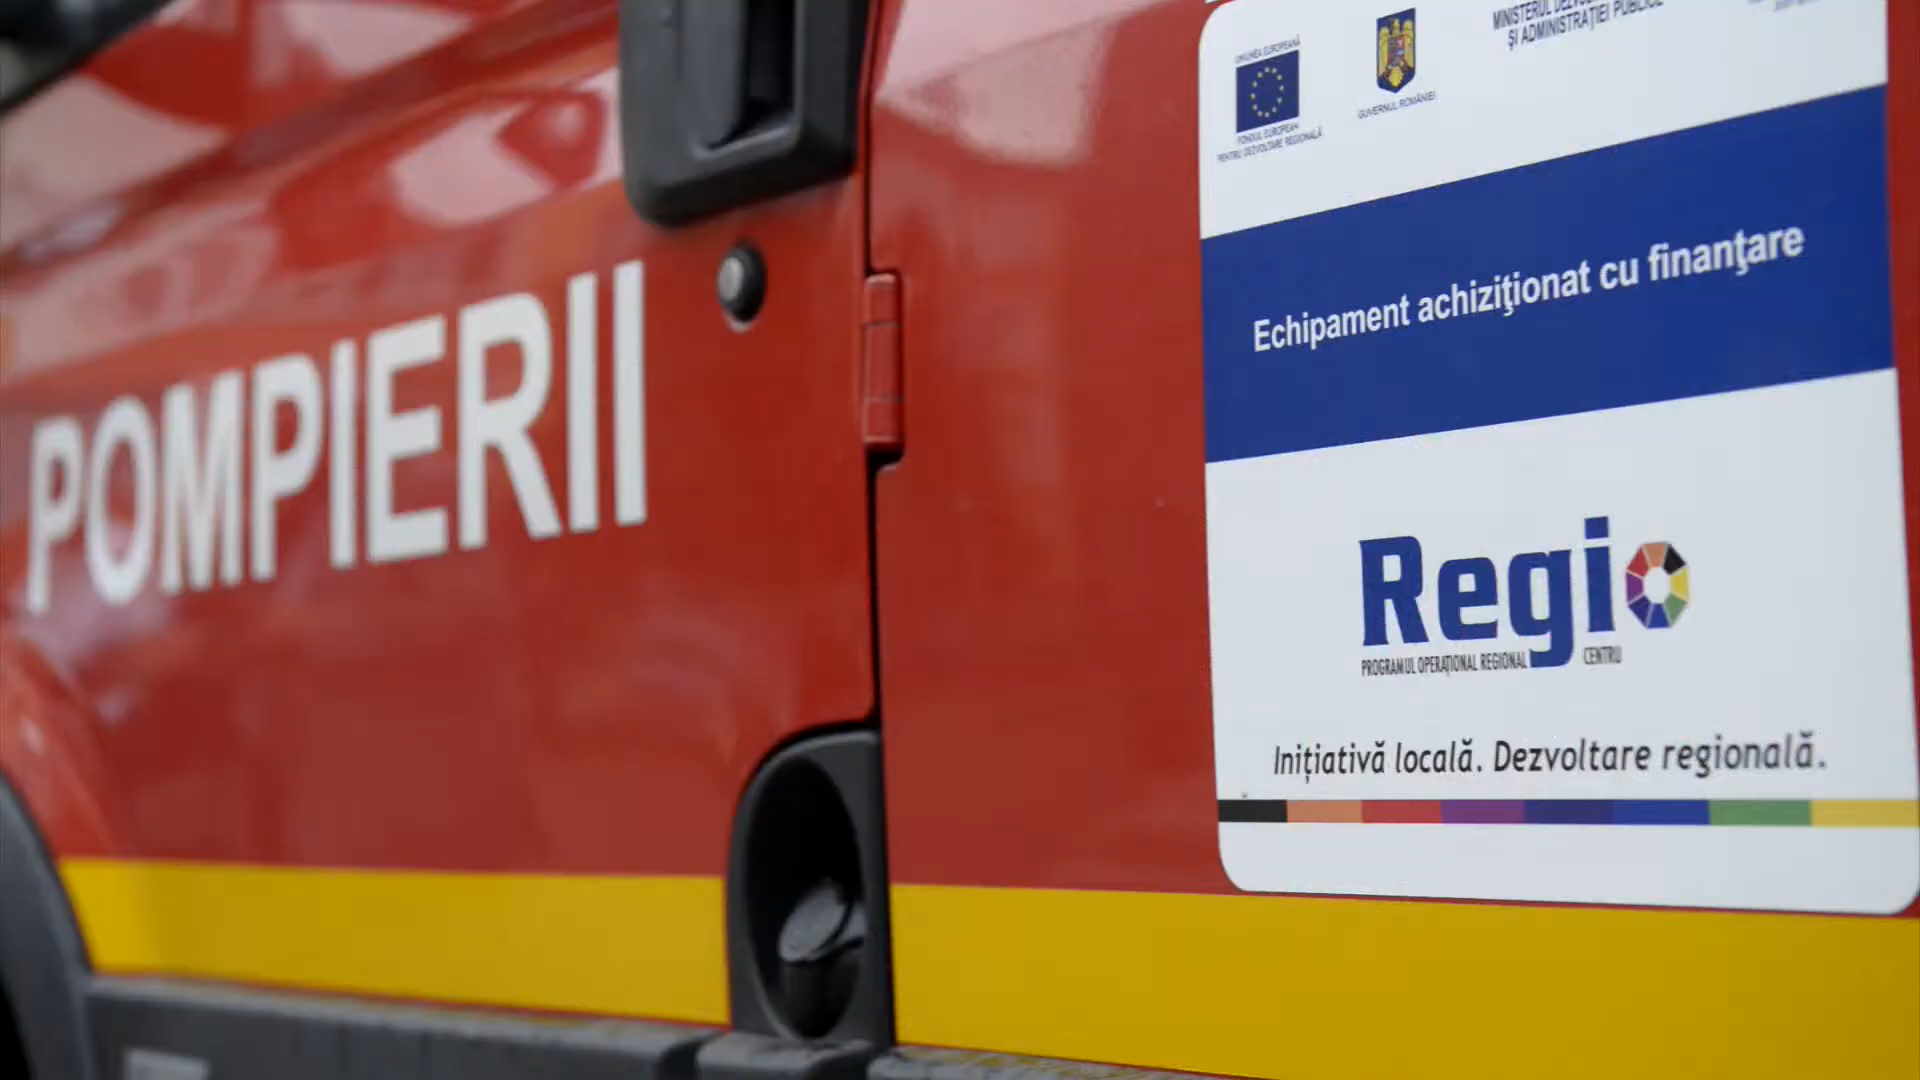 POMPIERII
UNIUNEA EUROPEANĂ
FONDUL EUROPEAN
PENTRU DEZVOLTARE REGIONALĂ
GUVERNUL ROMÂNIEI
MINISTERUL
ŞI ADMINISTRAŢIEI PUBLICE
Echipament achiziţionat cu finanţare
Regio
PROGRAMUL OPERAŢIONAL REGIONAL CENTRU
Iniţiativă locală. Dezvoltare regională.